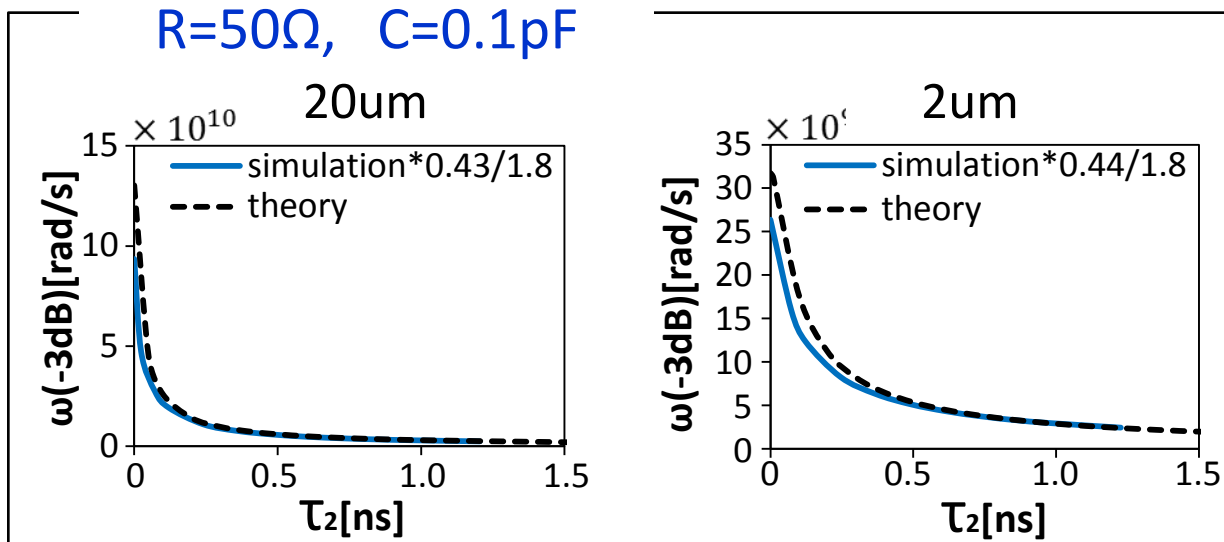 R=50Ω, C=0.1pF
20um
× 10¹⁰
simulation*0.43/1.8
theory
15
10
5
0
ω(-3dB)[rad/s]
0
0.5
1.0
1.5
τ₂[ns]
2um
× 10⁹
simulation*0.44/1.8
theory
35
30
25
20
15
10
5
0
ω(-3dB)[rad/s]
0
0.5
1.0
1.5
τ₂[ns]